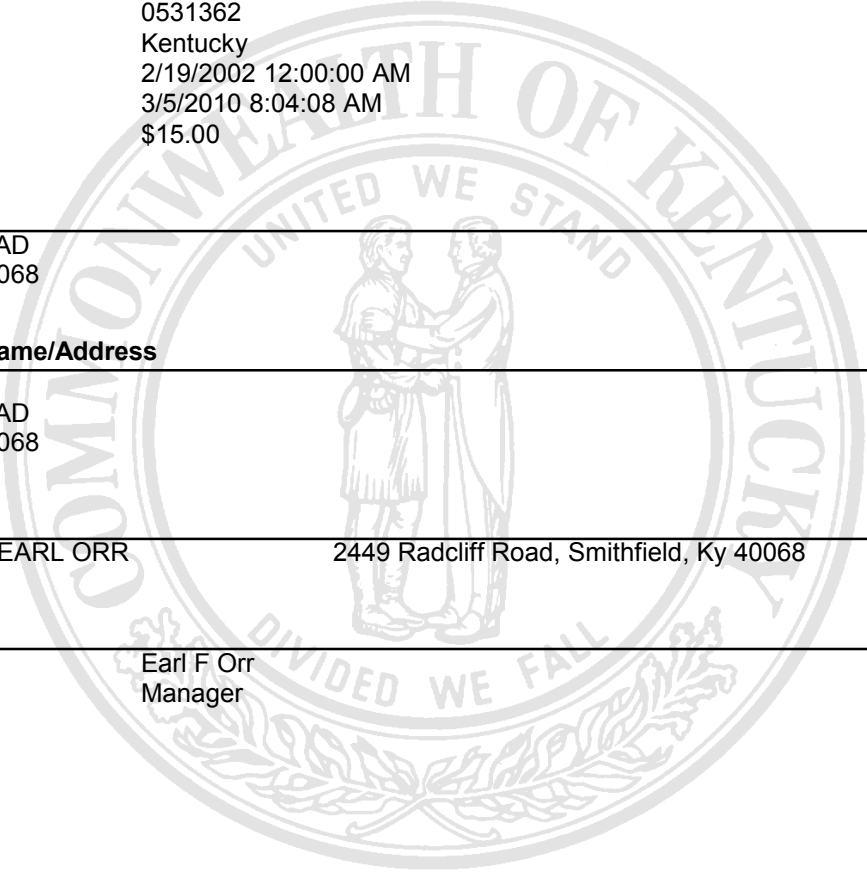 0531362
Kentucky
2/19/2002 12:00:00 AM
3/5/2010 8:04:08 AM
$15.00
COMMONWEALTH OF KENTUCKY
UNITED WE STAND
AD
068
ame/Address
AD
068
EARL ORR 2449 Radcliff Road, Smithfield, Ky 40068
DIVIDED WE FALL
Earl F Orr
Manager